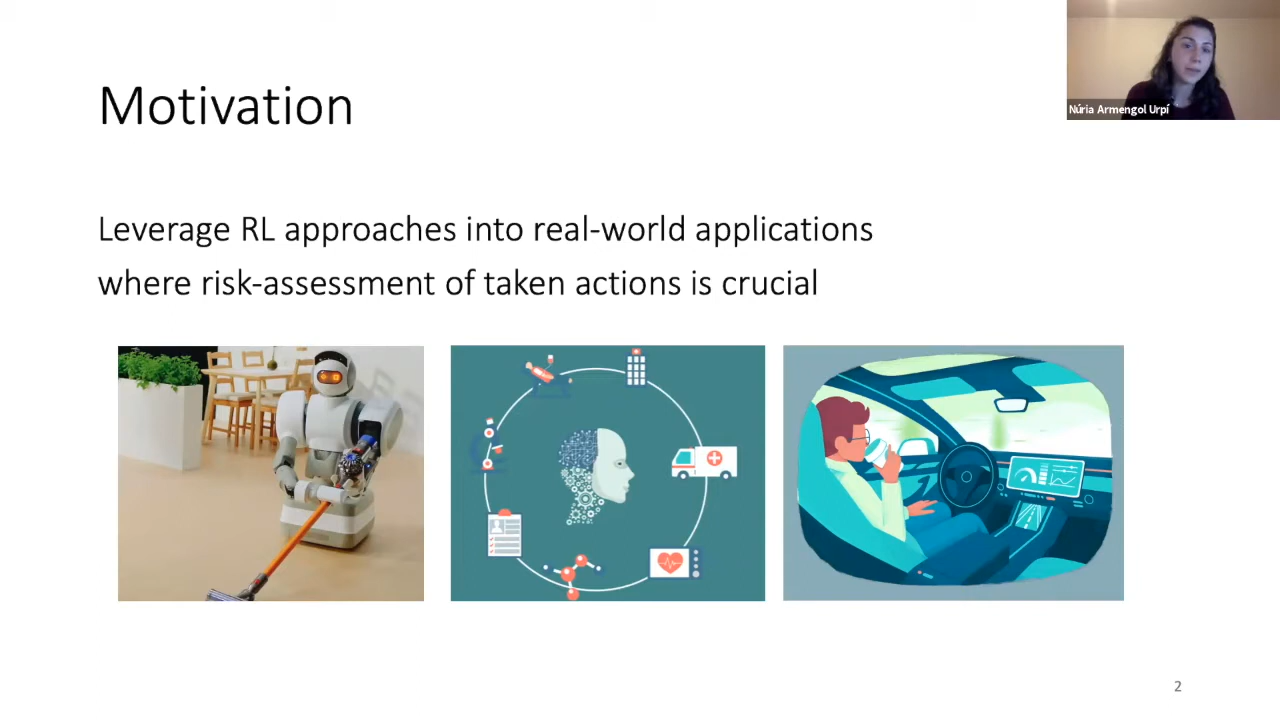 Núria Armengol Urpí
Motivation
Leverage RL approaches into real-world applications
where risk-assessment of taken actions is crucial
2